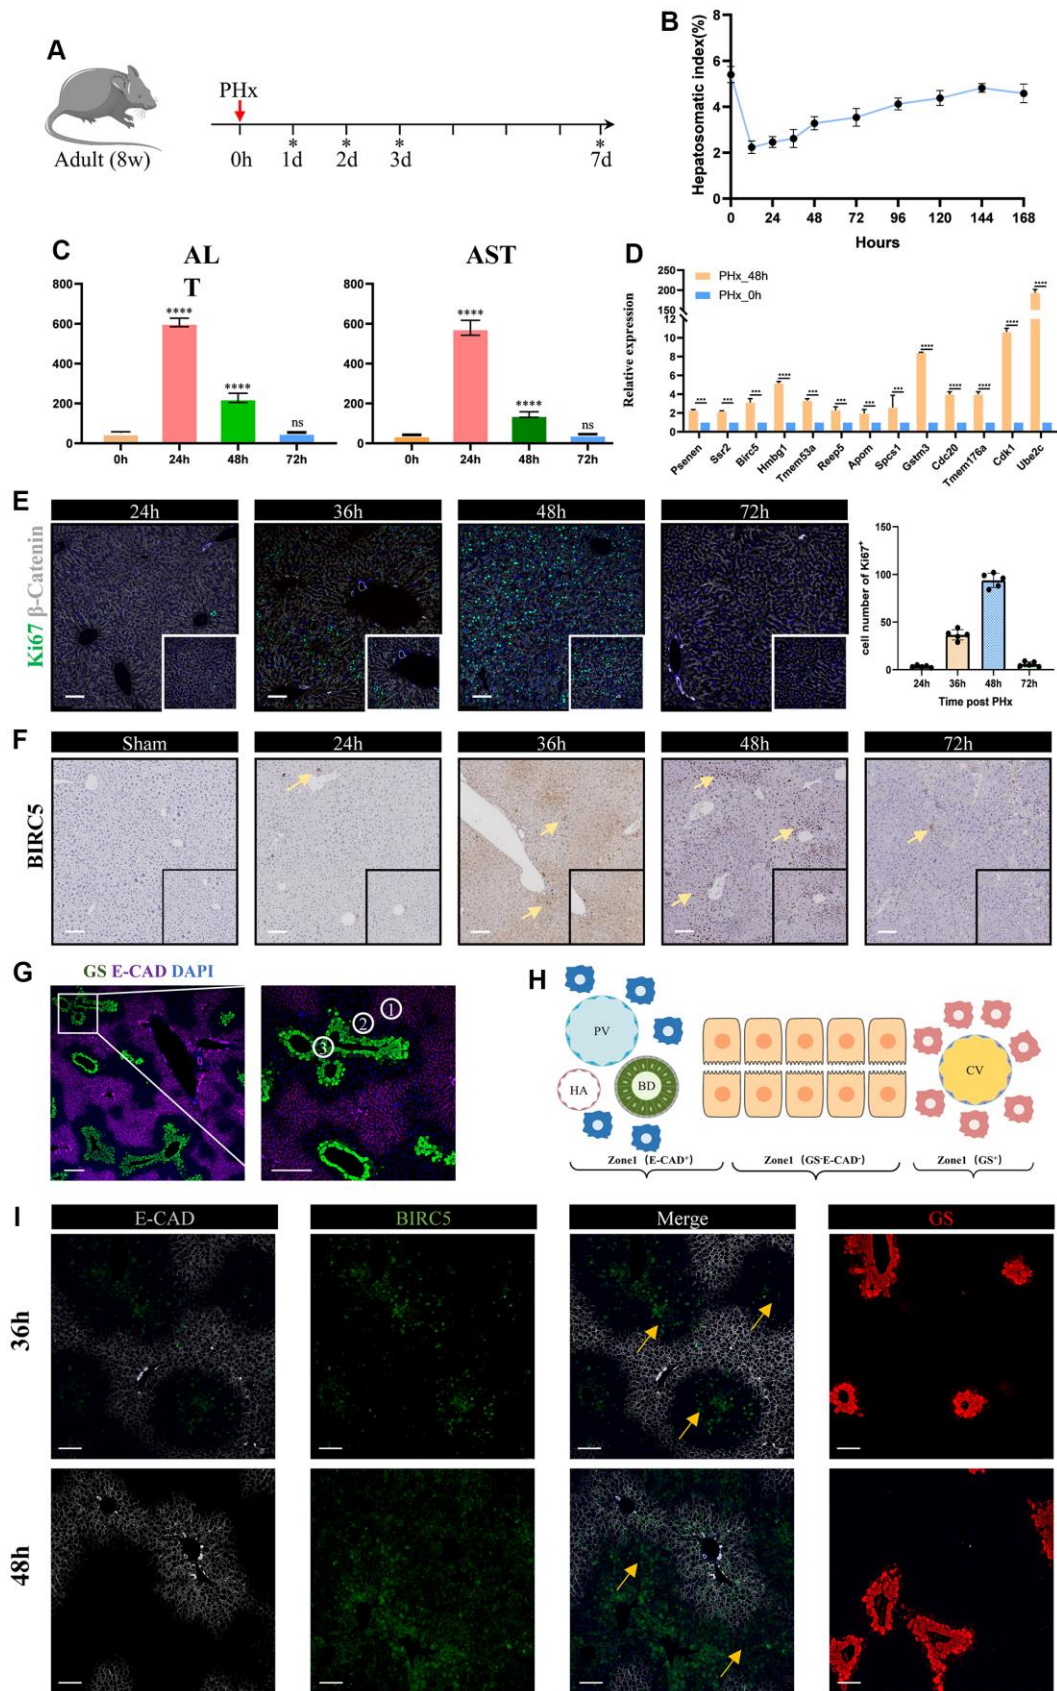 A
PHx
Adult (8w)
0h
1d
2d
3d
7d
*
*
*
*
B
Hepatosomatic index(%)
8
6
4
2
0
0 24 48 72 96 120 144 168
Hours
C
AL
T
800
600
400
200
0
****
****
ns
0h 24h 48h 72h
AST
800
600
400
200
0
****
****
ns
0h 24h 48h 72h
D
PHx_48h
PHx_0h
Relative expression
250
200
150
100
12
10
8
6
4
2
0
*** *** *** **** *** *** *** *** **** **** **** **** ****
Psenen
Ssr2
Birc5
Hmbg1
Tmem53a
Reep5
Apom
Spcs1
Gstm3
Cdc20
Tmem176a
Cdk1
Ube2c
E
Ki67 β-Catenin
24h
36h
48h
72h
cell number of Ki67+
150
100
50
0
24h 36h 48h 72h
Time post PHx
F
BIRC5
Sham
24h
36h
48h
72h
G
GS E-CAD DAPI
1
2
3
H
PV
HA
BD
CV
Zone1（E-CAD+）
Zone1（GS-E-CAD-）
Zone1（GS+）
I
E-CAD
BIRC5
Merge
GS
36h
48h